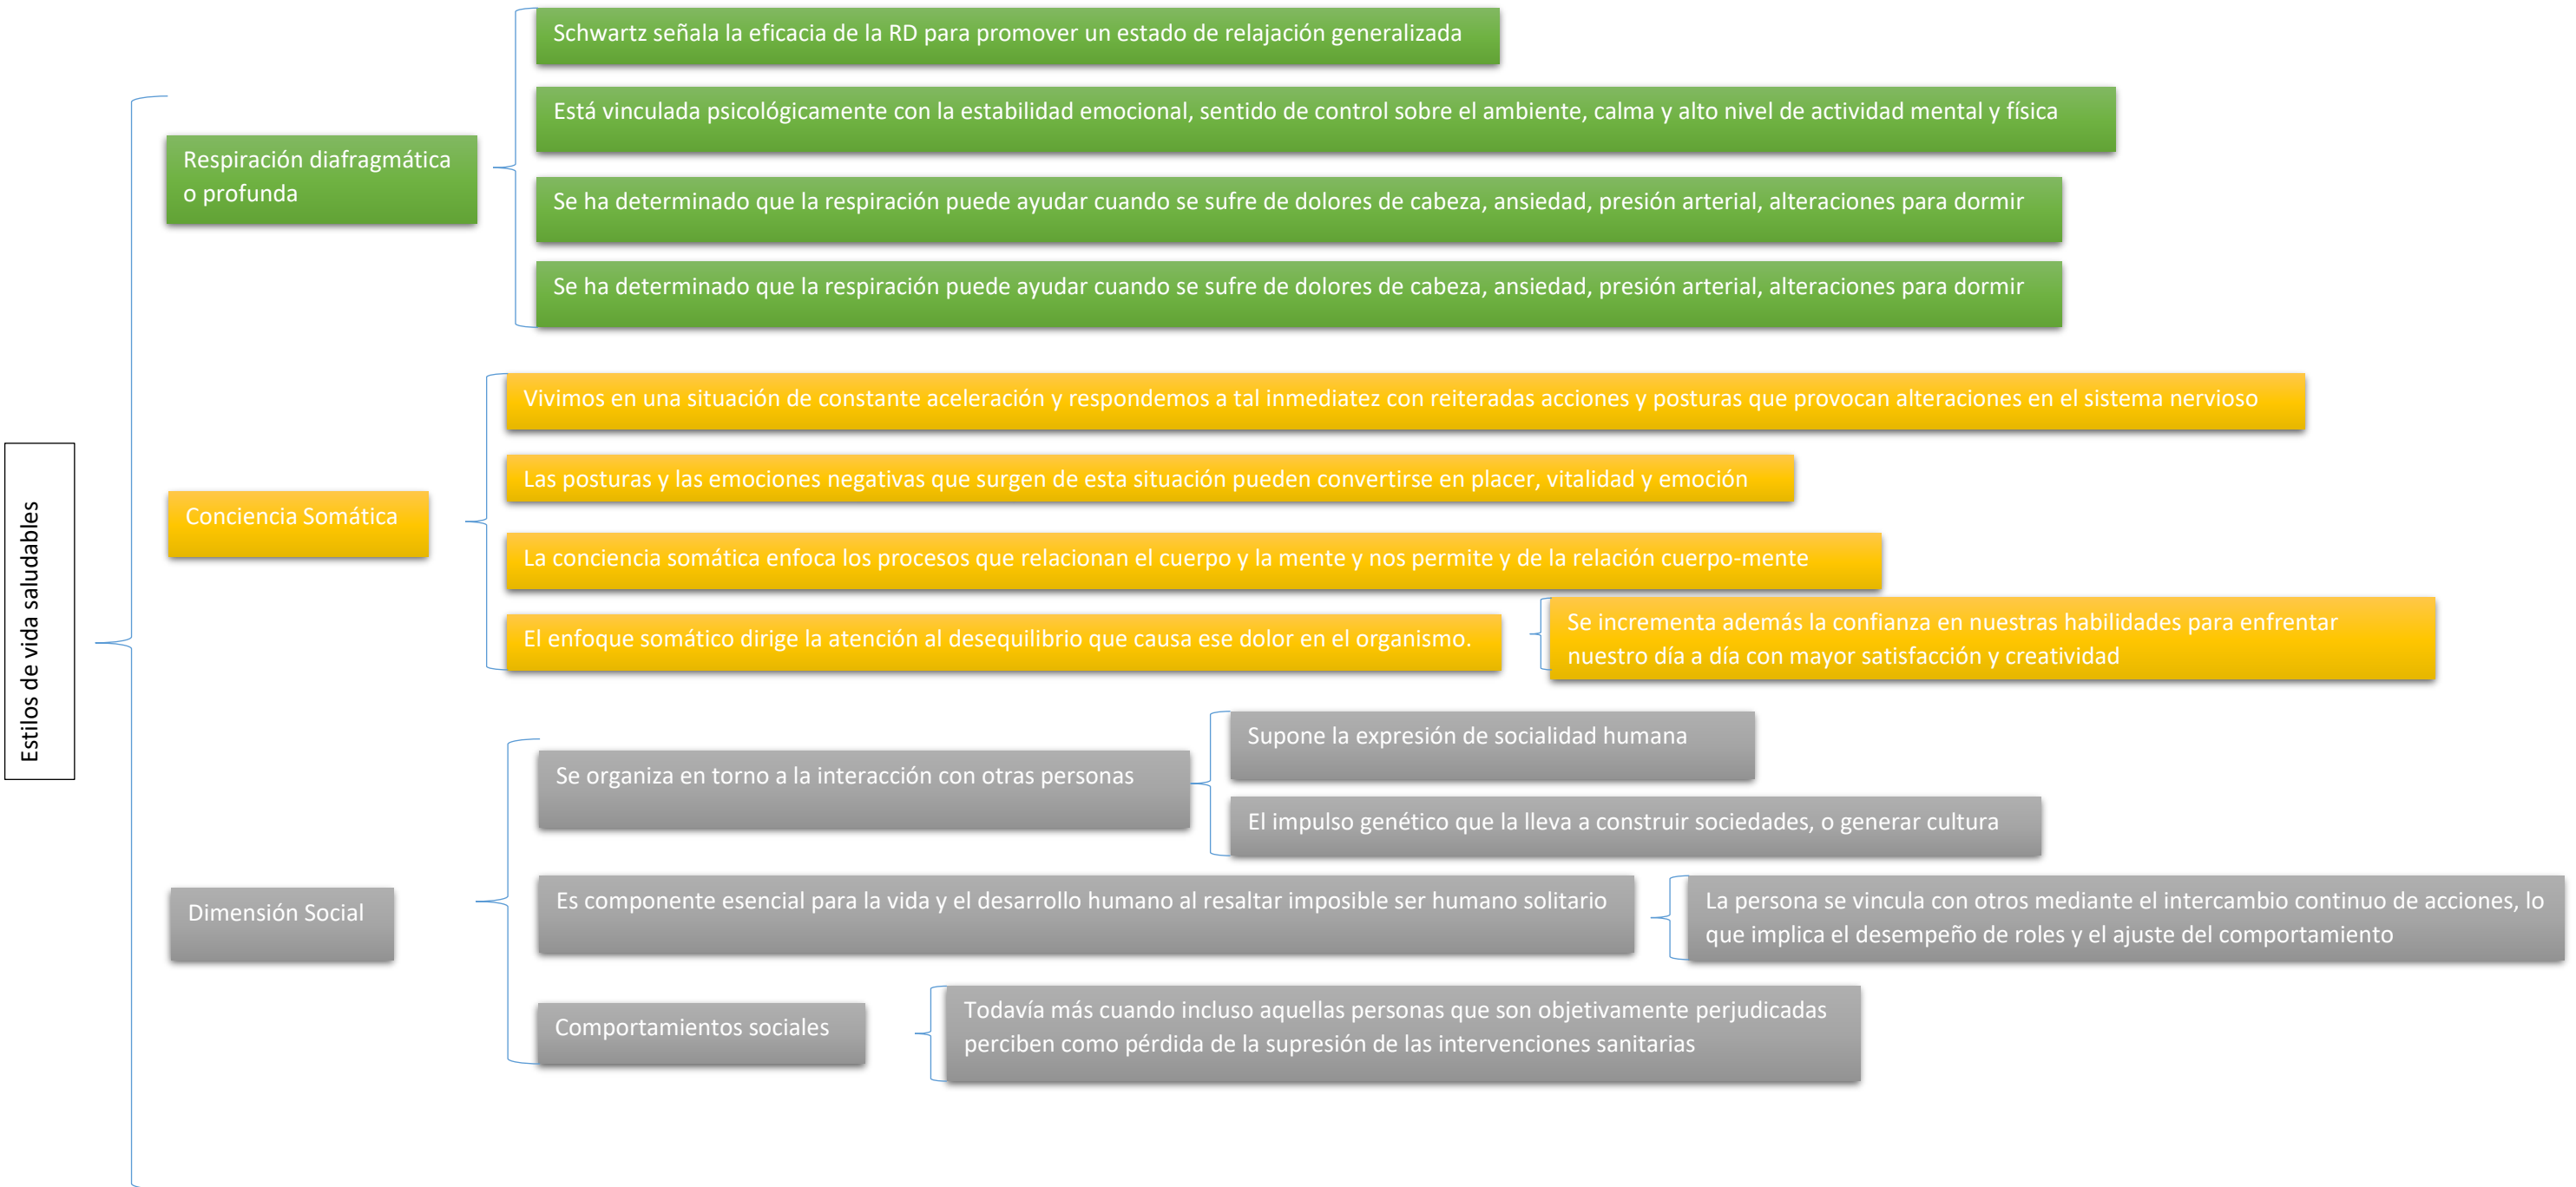 Estilos de vida saludables
Respiración diafragmática
o profunda
Schwartz señala la eficacia de la RD para promover un estado de relajación generalizada
Está vinculada psicológicamente con la estabilidad emocional, sentido de control sobre el ambiente, calma y alto nivel de actividad mental y física
Se ha determinado que la respiración puede ayudar cuando se sufre de dolores de cabeza, ansiedad, presión arterial, alteraciones para dormir
Se ha determinado que la respiración puede ayudar cuando se sufre de dolores de cabeza, ansiedad, presión arterial, alteraciones para dormir
Conciencia Somática
Vivimos en una situación de constante aceleración y respondemos a tal inmediatez con reiteradas acciones y posturas que provocan alteraciones en el sistema nervioso
Las posturas y las emociones negativas que surgen de esta situación pueden convertirse en placer, vitalidad y emoción
La conciencia somática enfoca los procesos que relacionan el cuerpo y la mente y nos permite y de la relación cuerpo-mente
El enfoque somático dirige la atención al desequilibrio que causa ese dolor en el organismo.
Se incrementa además la confianza en nuestras habilidades para enfrentar
nuestro día a día con mayor satisfacción y creatividad
Dimensión Social
Se organiza en torno a la interacción con otras personas
Supone la expresión de socialidad humana
El impulso genético que la lleva a construir sociedades, o generar cultura
Es componente esencial para la vida y el desarrollo humano al resaltar imposible ser humano solitario
La persona se vincula con otros mediante el intercambio continuo de acciones, lo
que implica el desempeño de roles y el ajuste del comportamiento
Comportamientos sociales
Todavía más cuando incluso aquellas personas que son objetivamente perjudicadas
perciben como pérdida de la supresión de las intervenciones sanitarias